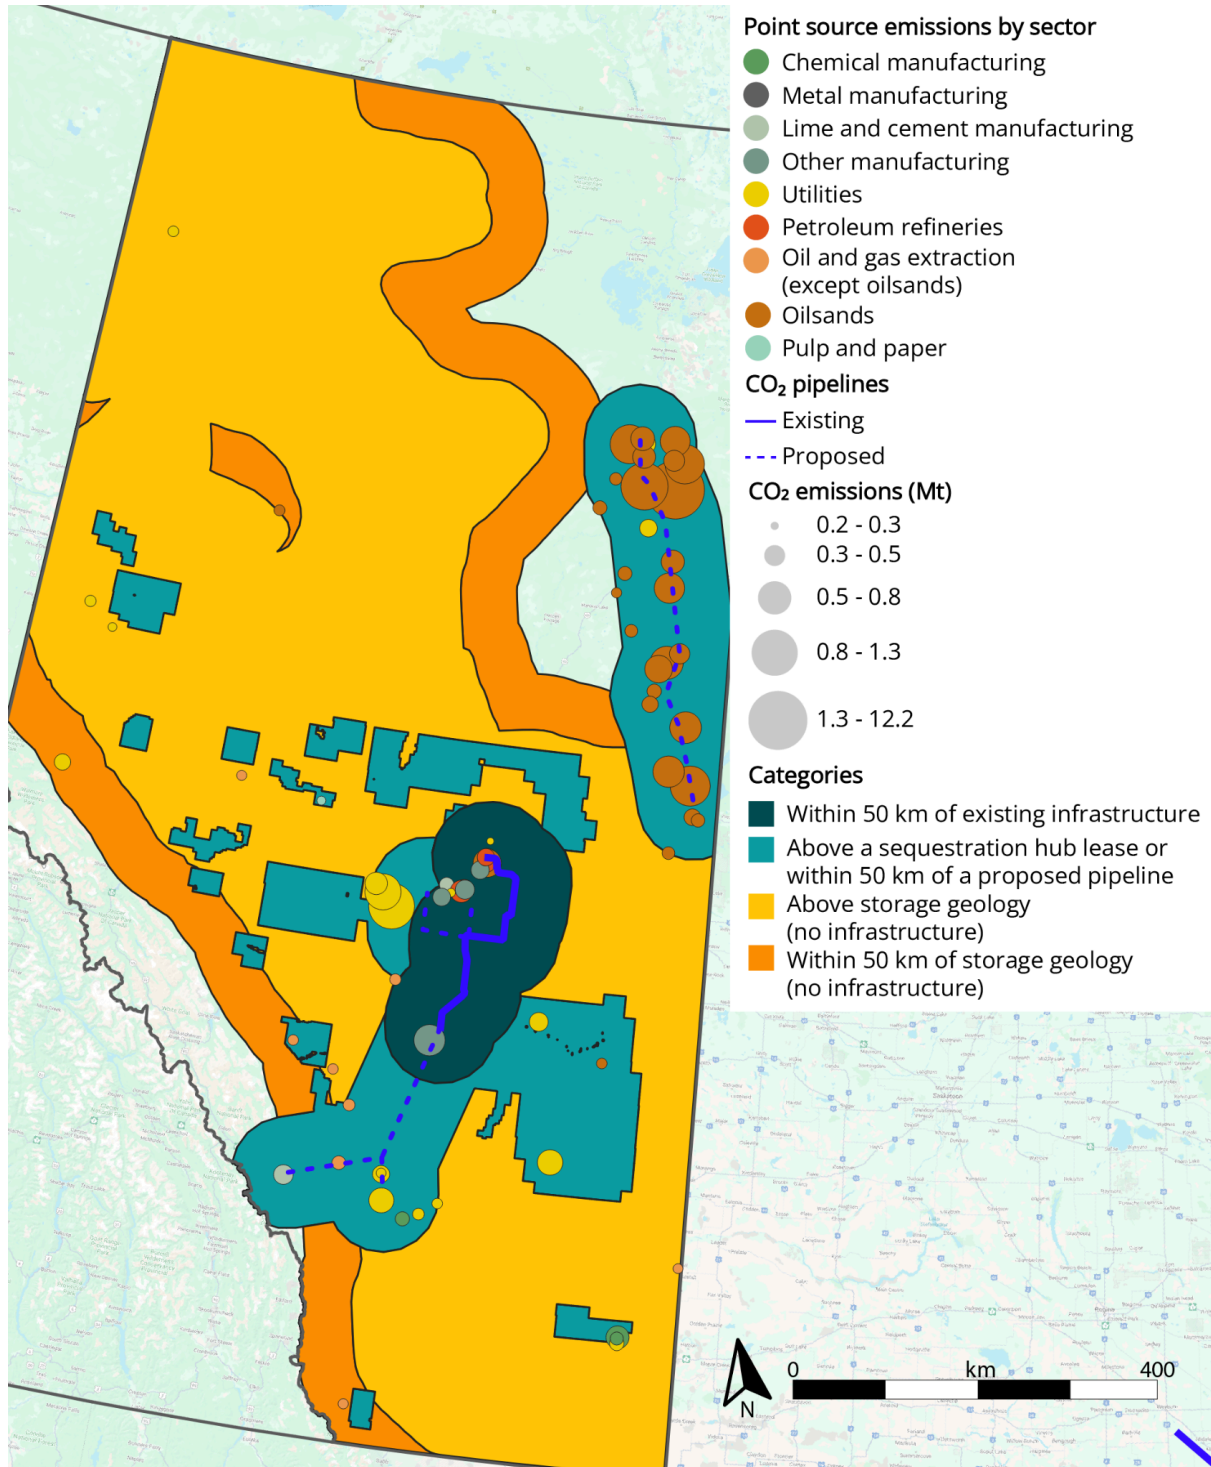 Point source emissions by sector
Chemical manufacturing
Metal manufacturing
Lime and cement manufacturing
Other manufacturing
Utilities
Petroleum refineries
Oil and gas extraction
(except oilsands)
Oilsands
Pulp and paper
CO₂ pipelines
Existing
Proposed
CO₂ emissions (Mt)
0.2 - 0.3
0.3 - 0.5
0.5 - 0.8
0.8 - 1.3
1.3 - 12.2
Categories
Within 50 km of existing infrastructure
Above a sequestration hub lease or
within 50 km of a proposed pipeline
Above storage geology
(no infrastructure)
Within 50 km of storage geology
(no infrastructure)
0 km 400
N